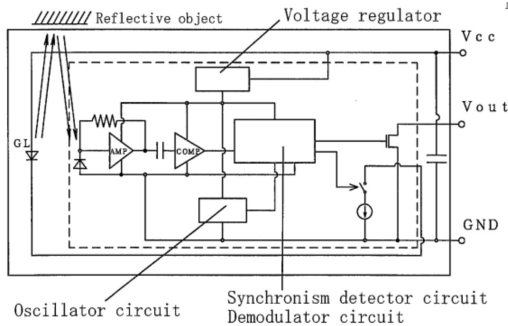 Reflective object
Voltage regulator
Vcc
Vout
GL
AMP
COMP
GND
Oscillator circuit
Synchronism detector circuit
Demodulator circuit